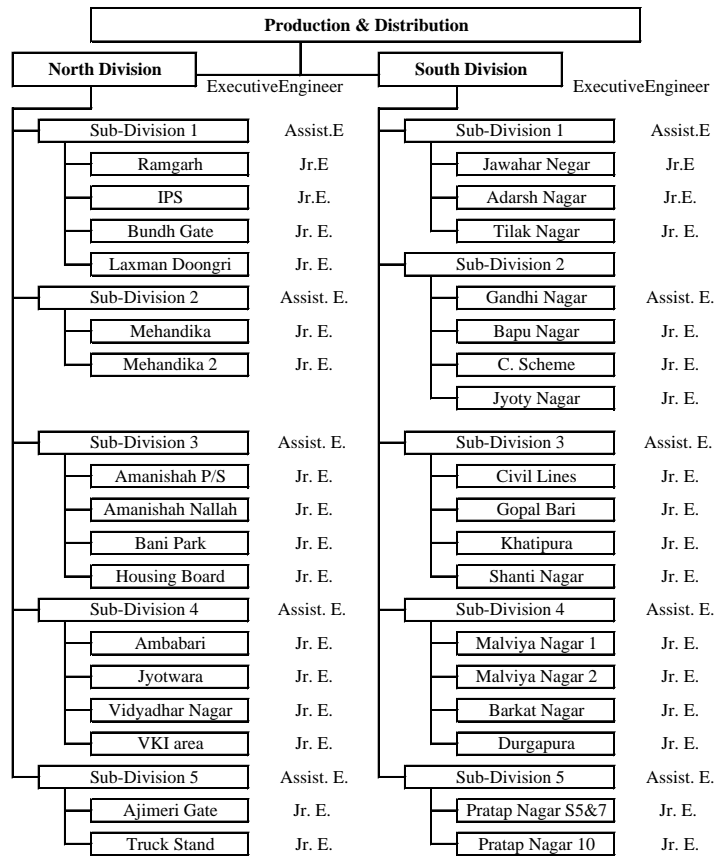 Production & Distribution
North Division
ExecutiveEngineer
South Division
ExecutiveEngineer
Sub-Division 1 Assist.E
Ramgarh Jr.E
IPS Jr.E.
Bundh Gate Jr. E.
Laxman Doongri Jr. E.
Sub-Division 2 Assist. E.
Mehandika Jr. E.
Mehandika 2 Jr. E.
Sub-Division 3 Assist. E.
Amanishah P/S Jr. E.
Amanishah Nallah Jr. E.
Bani Park Jr. E.
Housing Board Jr. E.
Sub-Division 4 Assist. E.
Ambabari Jr. E.
Jyotwara Jr. E.
Vidyadhar Nagar Jr. E.
VKI area Jr. E.
Sub-Division 5 Assist. E.
Ajimeri Gate Jr. E.
Truck Stand Jr. E.
Sub-Division 1 Assist.E
Jawahar Negar Jr.E
Adarsh Nagar Jr.E.
Tilak Nagar Jr. E.
Sub-Division 2
Gandhi Nagar Assist. E.
Bapu Nagar Jr. E.
C. Scheme Jr. E.
Jyoty Nagar Jr. E.
Sub-Division 3 Assist. E.
Civil Lines Jr. E.
Gopal Bari Jr. E.
Khatipura Jr. E.
Shanti Nagar Jr. E.
Sub-Division 4 Assist. E.
Malviya Nagar 1 Jr. E.
Malviya Nagar 2 Jr. E.
Barkat Nagar Jr. E.
Durgapura Jr. E.
Sub-Division 5 Assist. E.
Pratap Nagar S5&7 Jr. E.
Pratap Nagar 10 Jr. E.